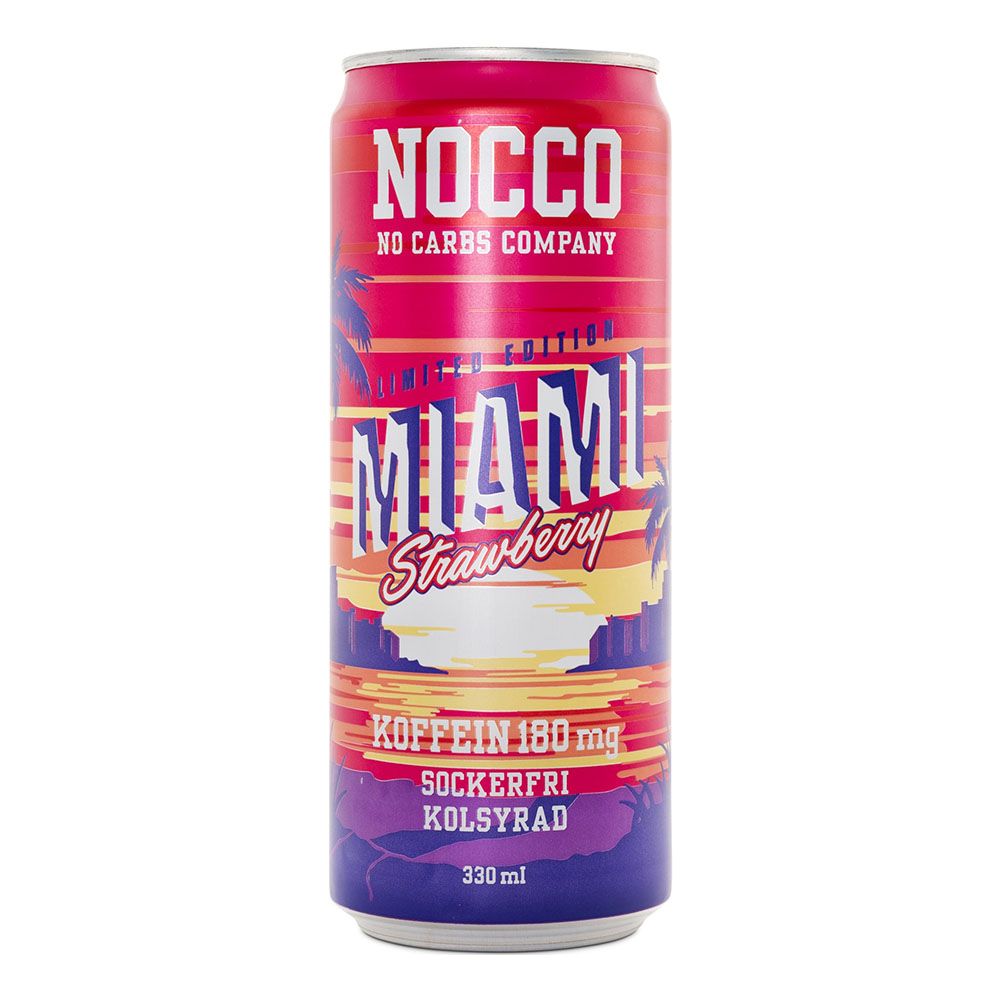 NOCCO
NO CARBS COMPANY
LIMITED EDITION
MIAMI
Strawberry
KOFFEIN 180 mg
SOCKERFRI
KOLSYRAD
330 ml